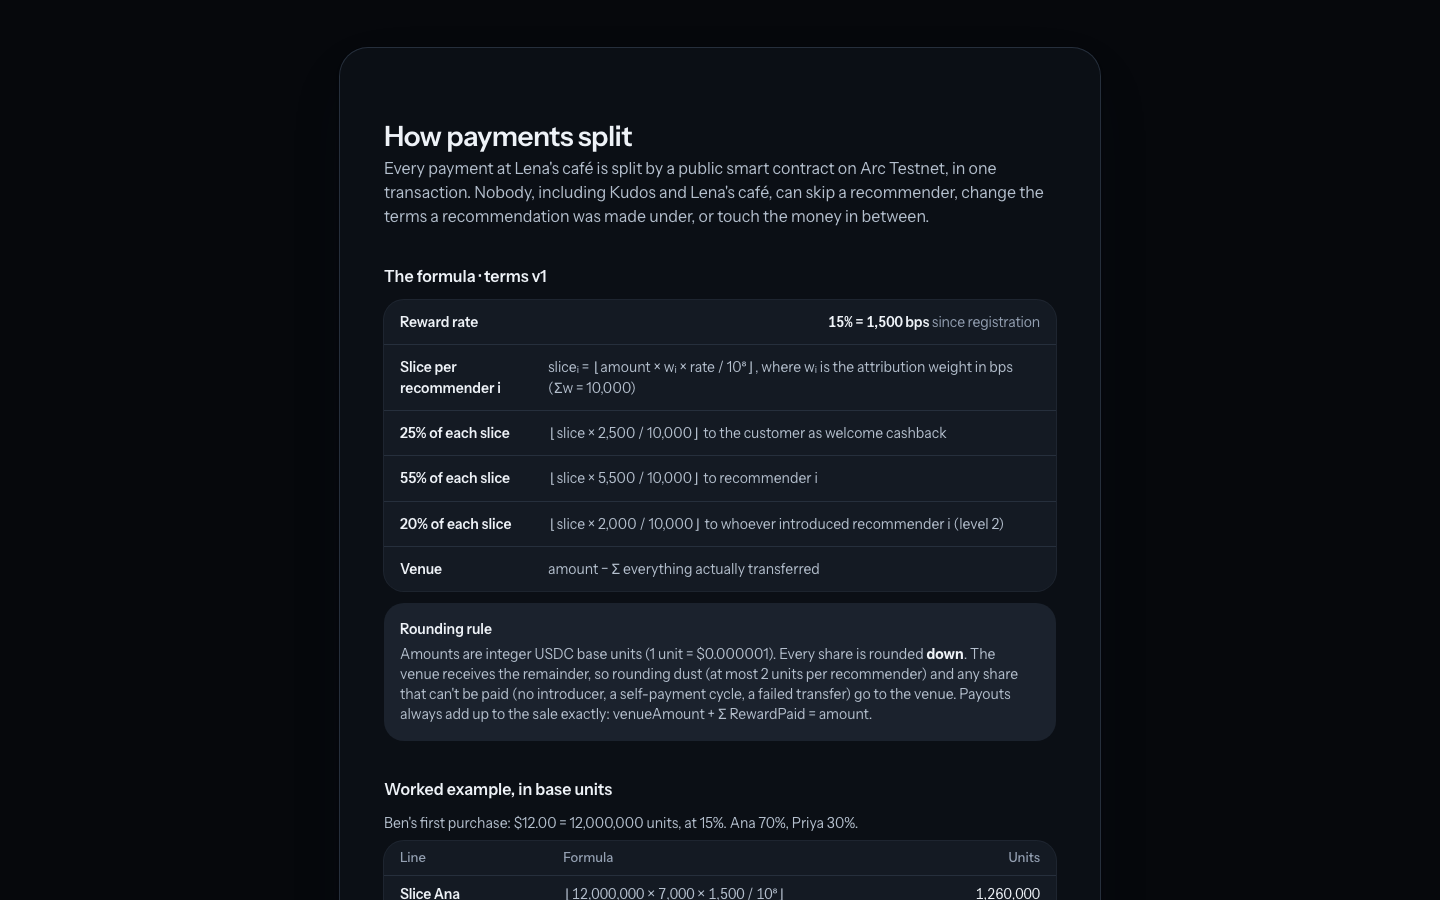 How payments split
Every payment at Lena's café is split by a public smart contract on Arc Testnet, in one
transaction. Nobody, including Kudos and Lena's café, can skip a recommender, change the
terms a recommendation was made under, or touch the money in between.
The formula · terms v1
Reward rate 15% = 1,500 bps since registration
Slice per recommender i
sliceᵢ = ⌊amount × wᵢ × rate / 10⁸⌋, where wᵢ is the attribution weight in bps
(Σw = 10,000)
25% of each slice ⌊slice × 2,500 / 10,000⌋ to the customer as welcome cashback
55% of each slice ⌊slice × 5,500 / 10,000⌋ to recommender i
20% of each slice ⌊slice × 2,000 / 10,000⌋ to whoever introduced recommender i (level 2)
Venue amount − Σ everything actually transferred
Rounding rule
Amounts are integer USDC base units (1 unit = $0.000001). Every share is rounded down. The
venue receives the remainder, so rounding dust (at most 2 units per recommender) and any share
that can't be paid (no introducer, a self-payment cycle, a failed transfer) go to the venue. Payouts
always add up to the sale exactly: venueAmount + Σ RewardPaid = amount.
Worked example, in base units
Ben's first purchase: $12.00 = 12,000,000 units, at 15%. Ana 70%, Priya 30%.
Line Formula Units
Slice Ana ⌊12,000,000 × 7,000 × 1,500 / 10⁸⌋ 1,260,000